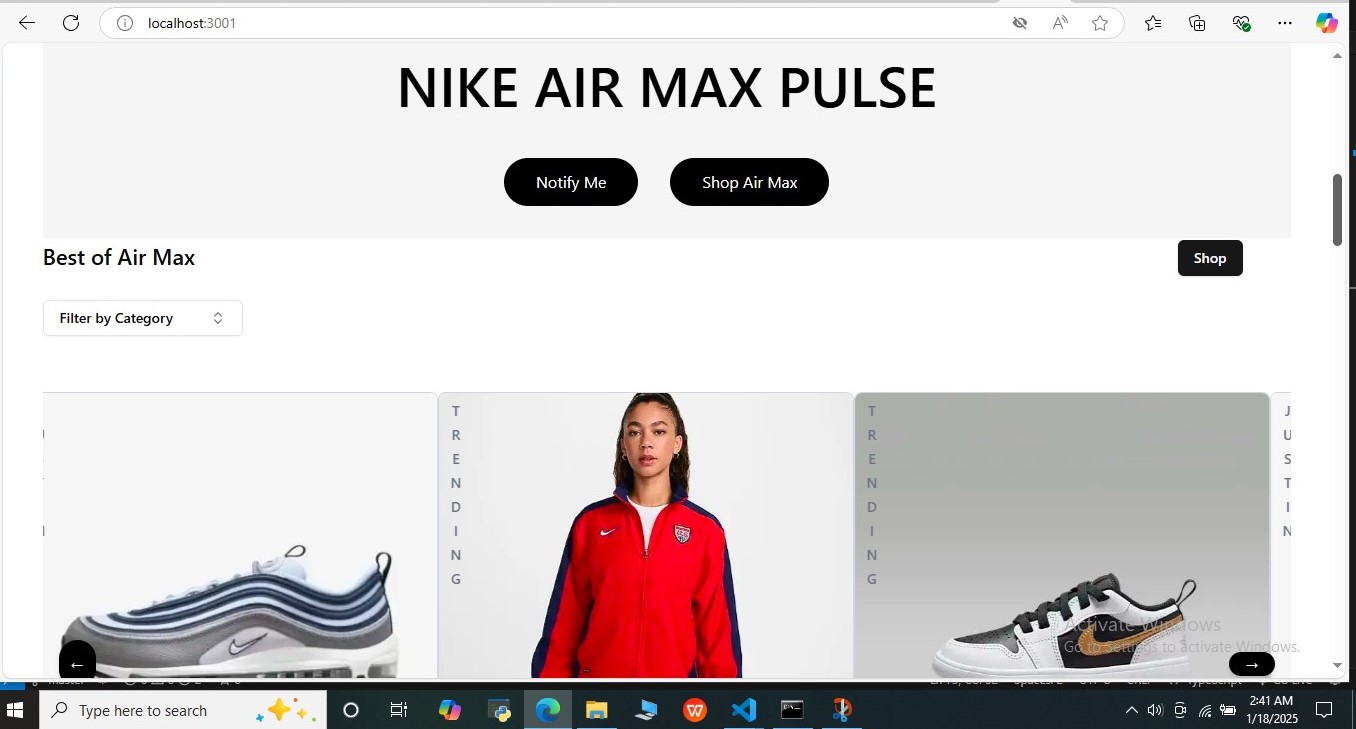 localhost:3001
NIKE AIR MAX PULSE
Notify Me
Shop Air Max
Best of Air Max
Shop
Filter by Category
T
R
E
N
D
I
N
G
T
R
E
N
D
I
N
G
J
U
S
T
I
N
←
→
Activate Windows
Go to Settings to activate Windows.
Type here to search
2:41 AM
1/18/2025